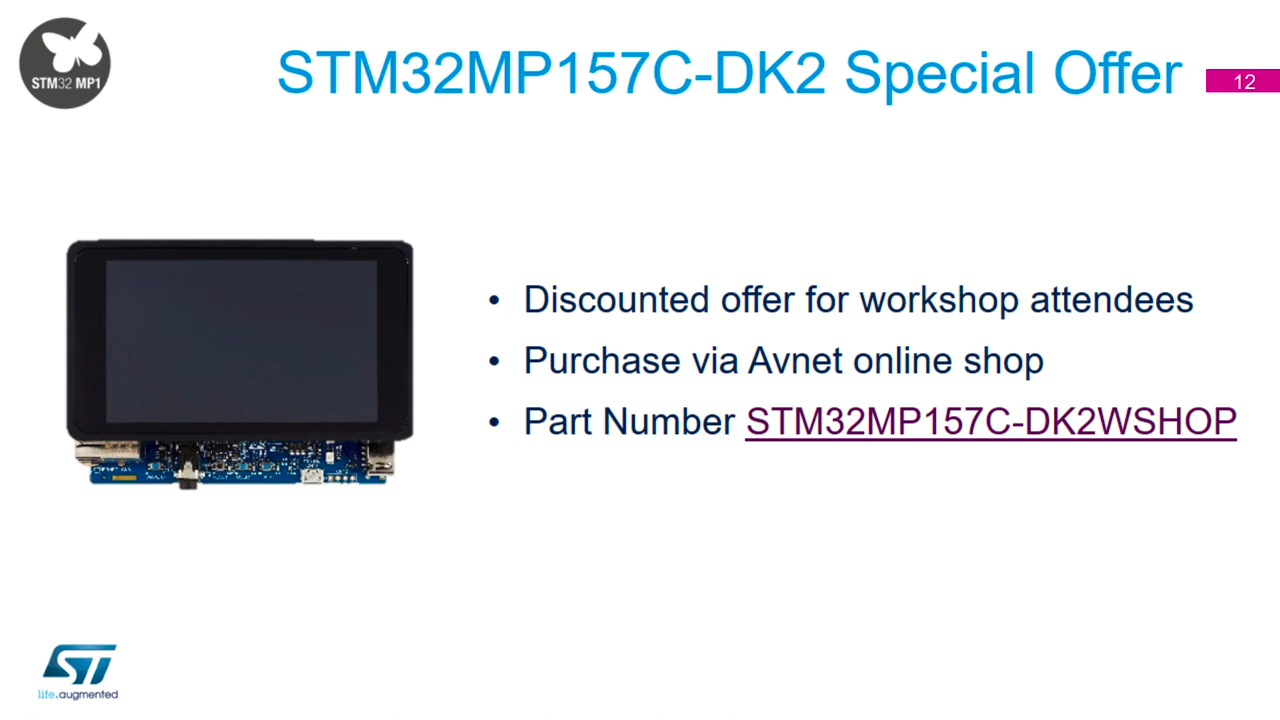 STM32 MP1
STM32MP157C-DK2 Special Offer
12
• Discounted offer for workshop attendees
• Purchase via Avnet online shop
• Part Number STM32MP157C-DK2WSHOP
ST
life.augmented